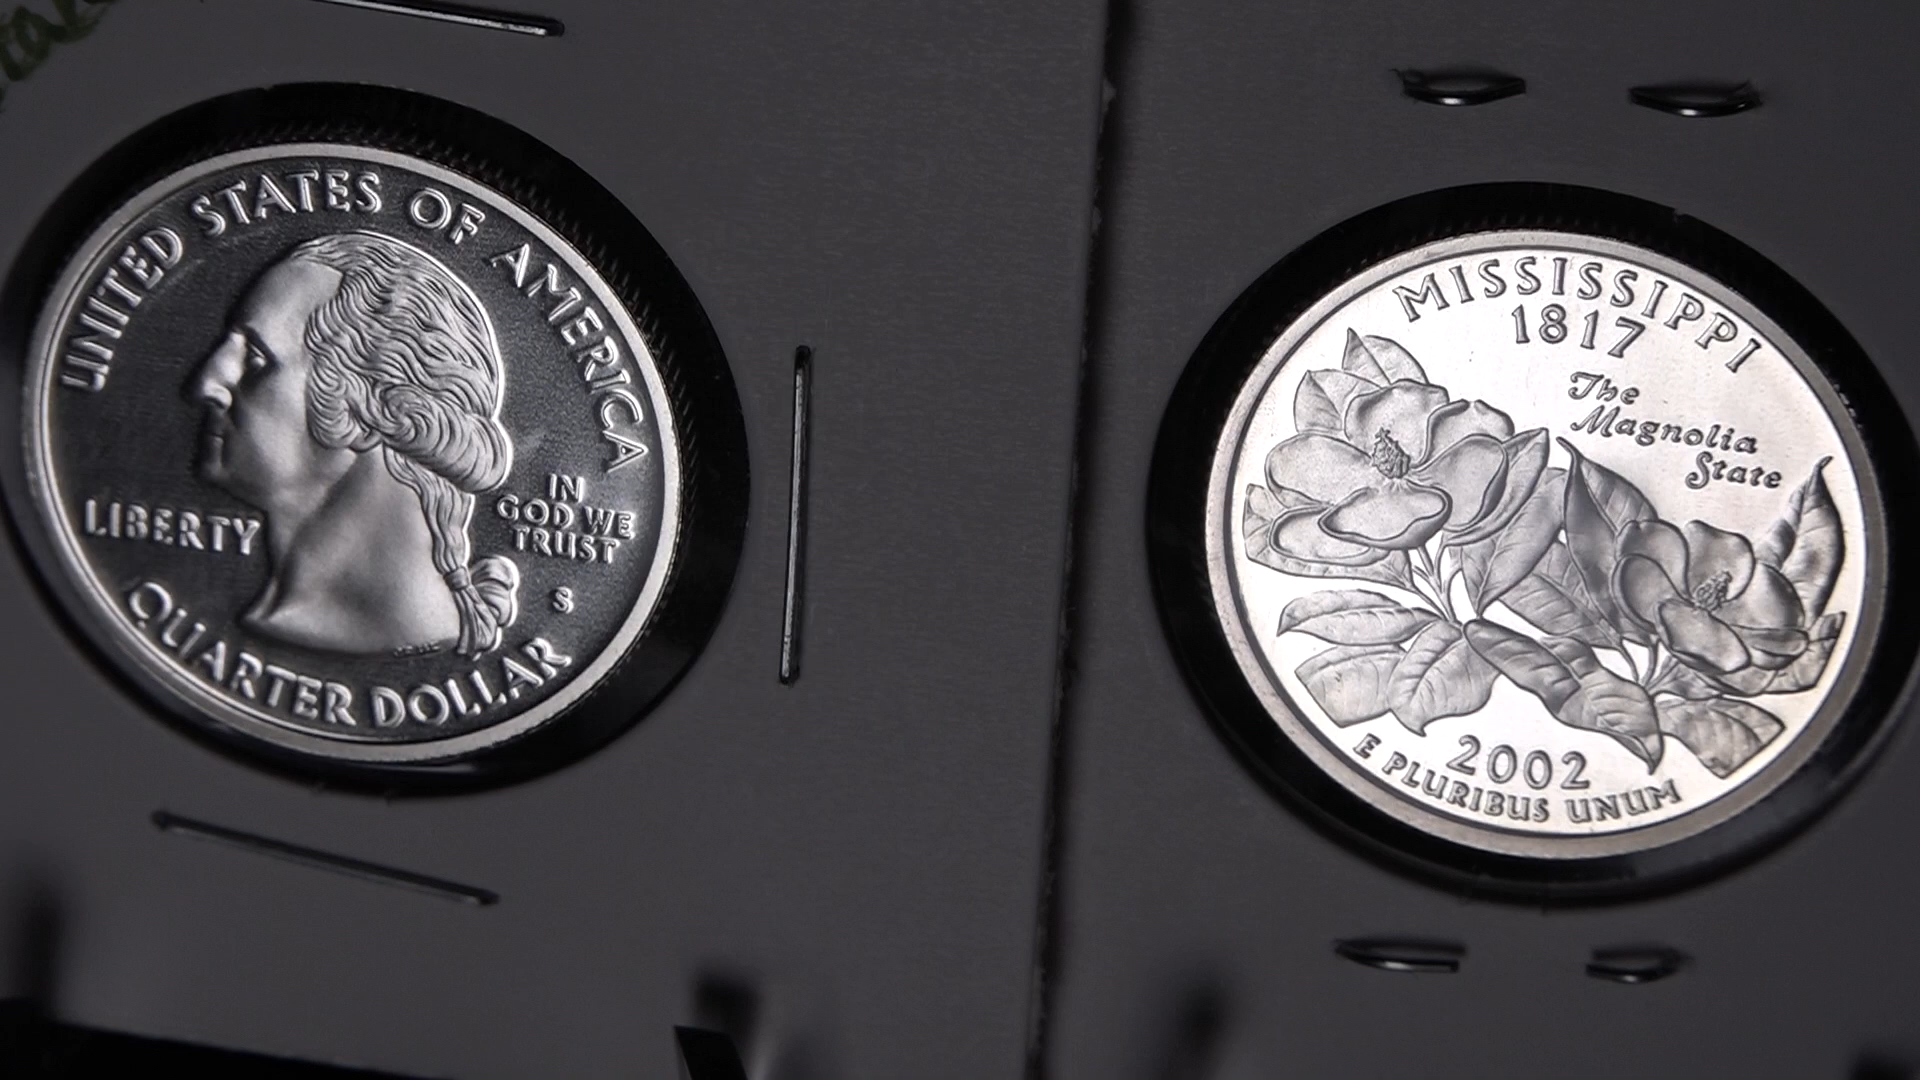 UNITED STATES OF AMERICA
LIBERTY
IN
GOD WE
TRUST
S
QUARTER DOLLAR
MISSISSIPPI
1817
The
Magnolia
State
2002
E PLURIBUS UNUM